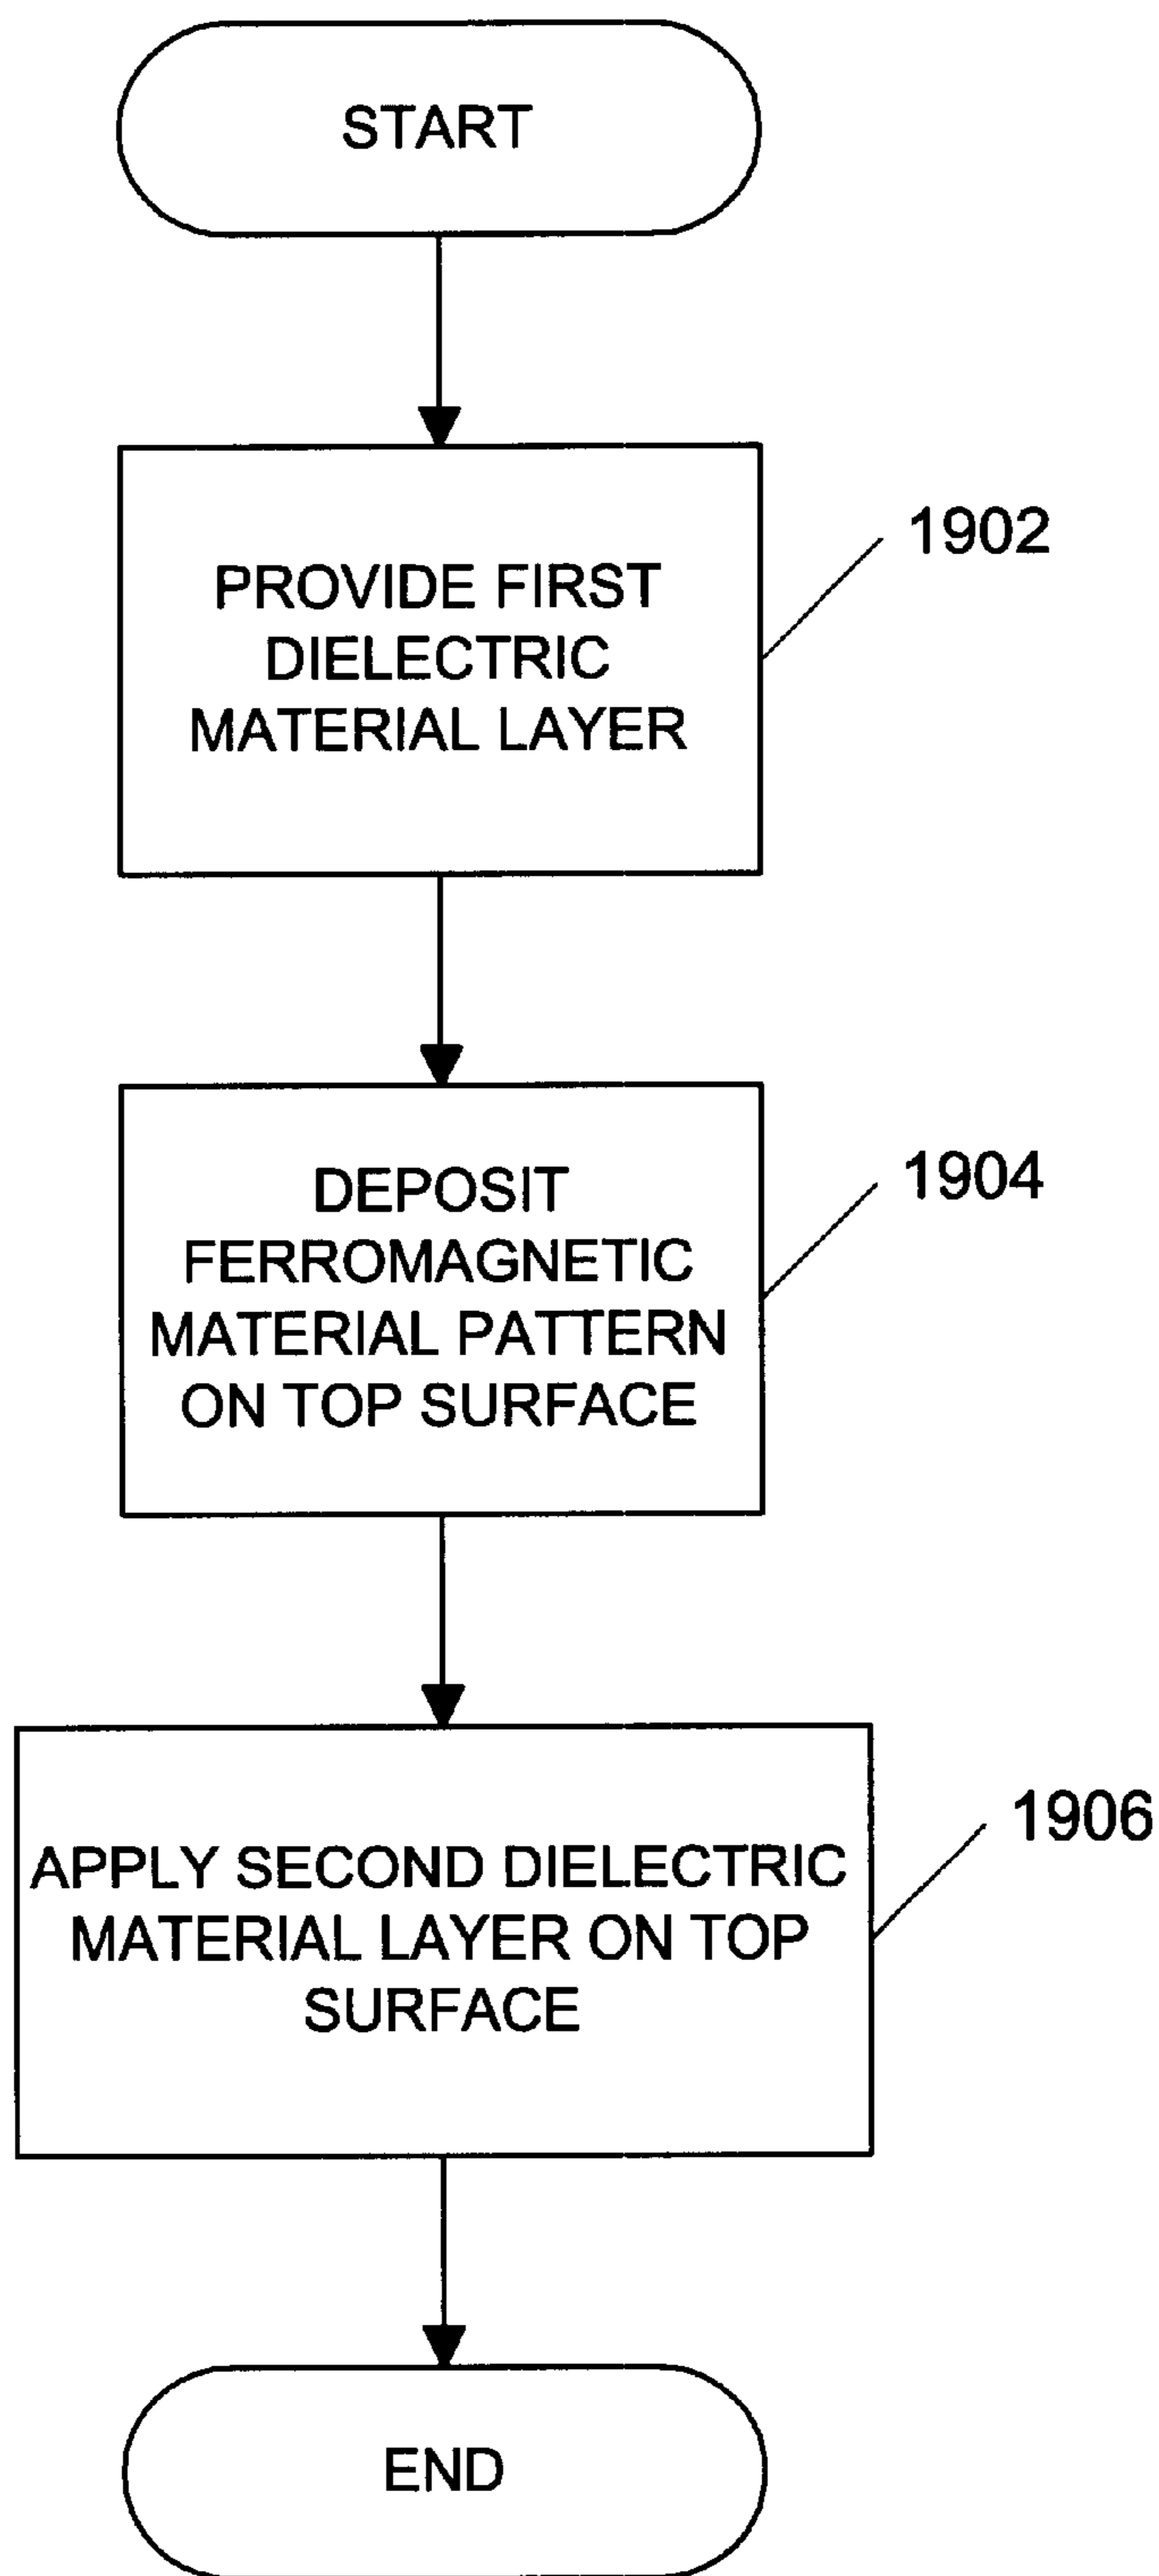 START
PROVIDE FIRST
DIELECTRIC
MATERIAL LAYER
1902
DEPOSIT
FERROMAGNETIC
MATERIAL PATTERN
ON TOP SURFACE
1904
APPLY SECOND DIELECTRIC
MATERIAL LAYER ON TOP
SURFACE
1906
END